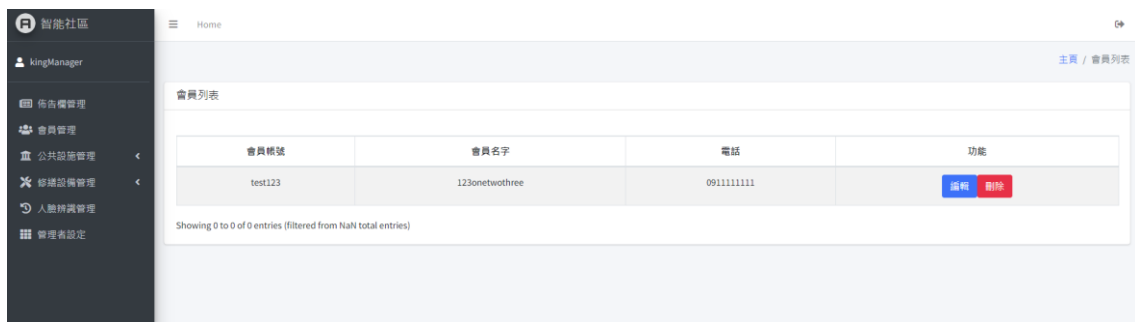 智能社區
Home
kingManager
主頁 / 會員列表
佈告欄管理
會員管理
公共設施管理
修繕設備管理
人臉辨識管理
管理者設定
會員列表
會員帳號 會員名字 電話 功能
test123 123onetwothree 0911111111 編輯 刪除
Showing 0 to 0 of 0 entries (filtered from NaN total entries)